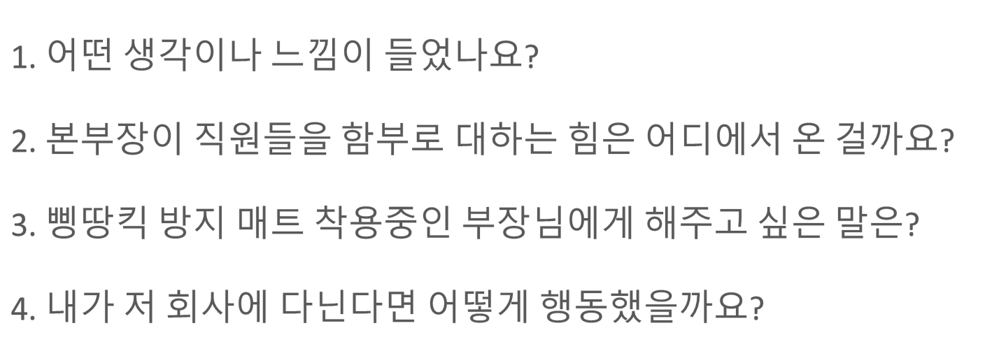 1. 어떤 생각이나 느낌이 들었나요?
2. 본부장이 직원들을 함부로 대하는 힘은 어디에서 온 걸까요?
3. 삥땅킥 방지 매트 착용중인 부장님에게 해주고 싶은 말은?
4. 내가 저 회사에 다닌다면 어떻게 행동했을까요?